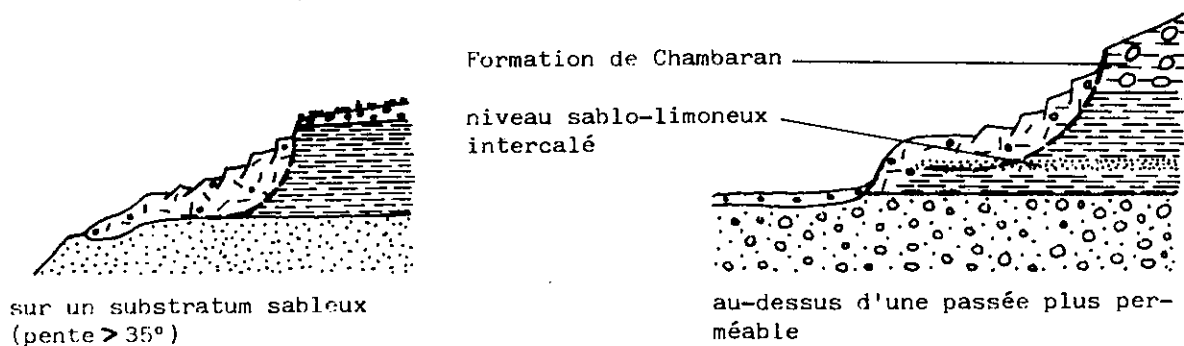 Formation de Chambaran
niveau sablo-limoneux
intercalé
sur un substratum sableux
(pente > 35°)
au-dessus d'une passée plus per-
méable